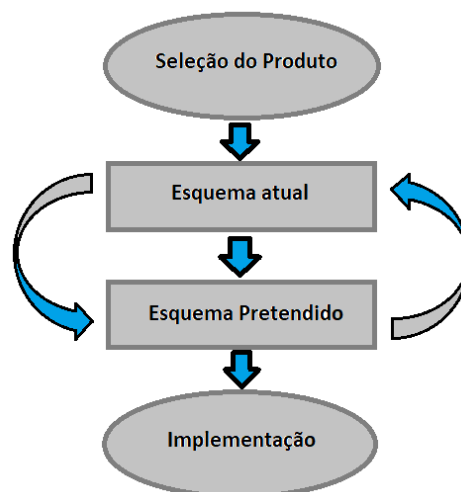 Seleção do Produto
Esquema atual
Esquema Pretendido
Implementação